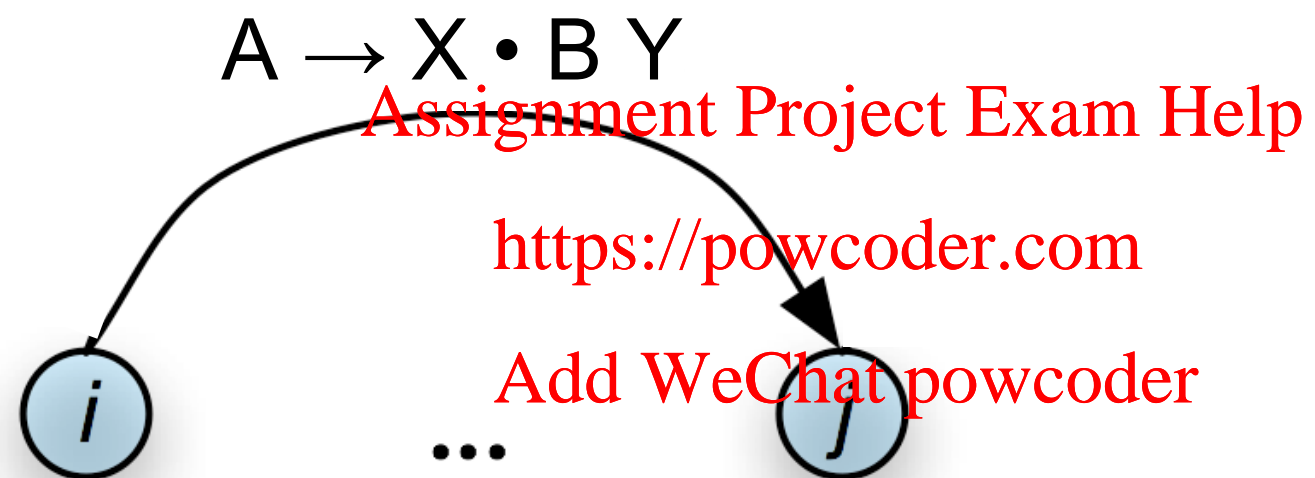 A → X • B Y
Assignment Project Exam Help
https://powcoder.com
Add WeChat powcoder
i
...
j